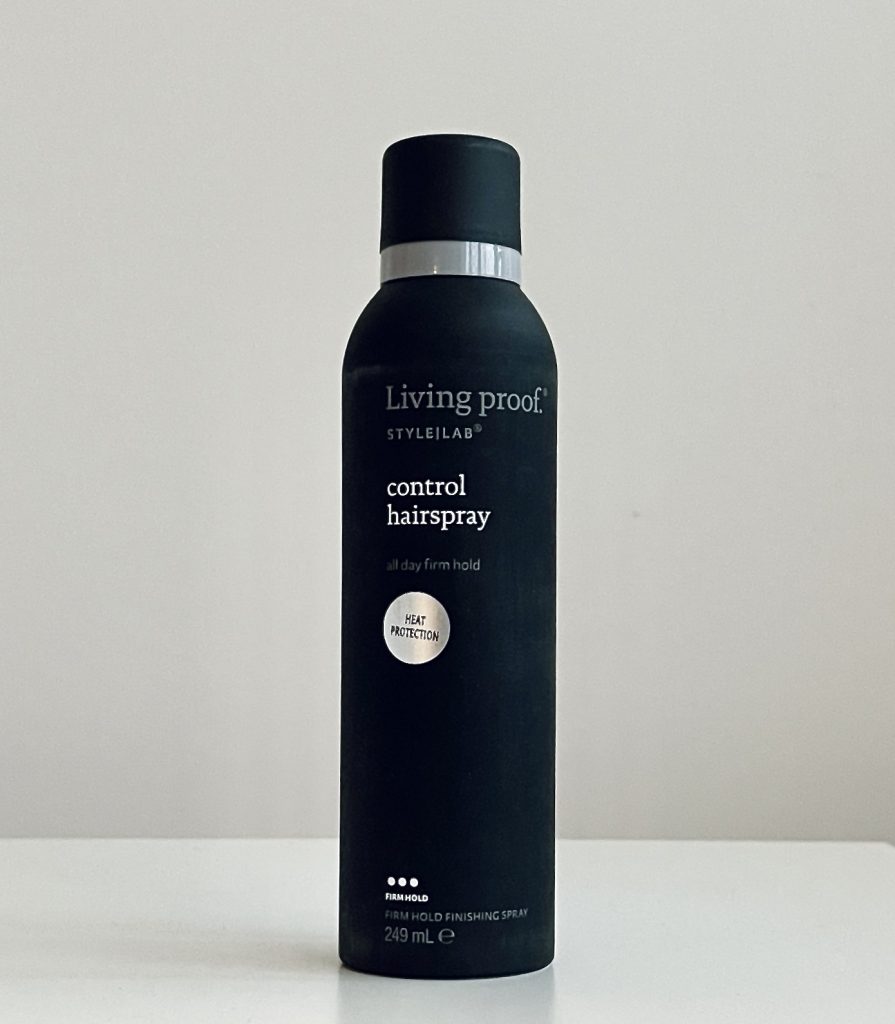 Living proof.®
STYLE|LAB®
control
hairspray
all day firm hold
HEAT
PROTECTION
FIRM HOLD
FIRM HOLD FINISHING SPRAY
249 mL ℮